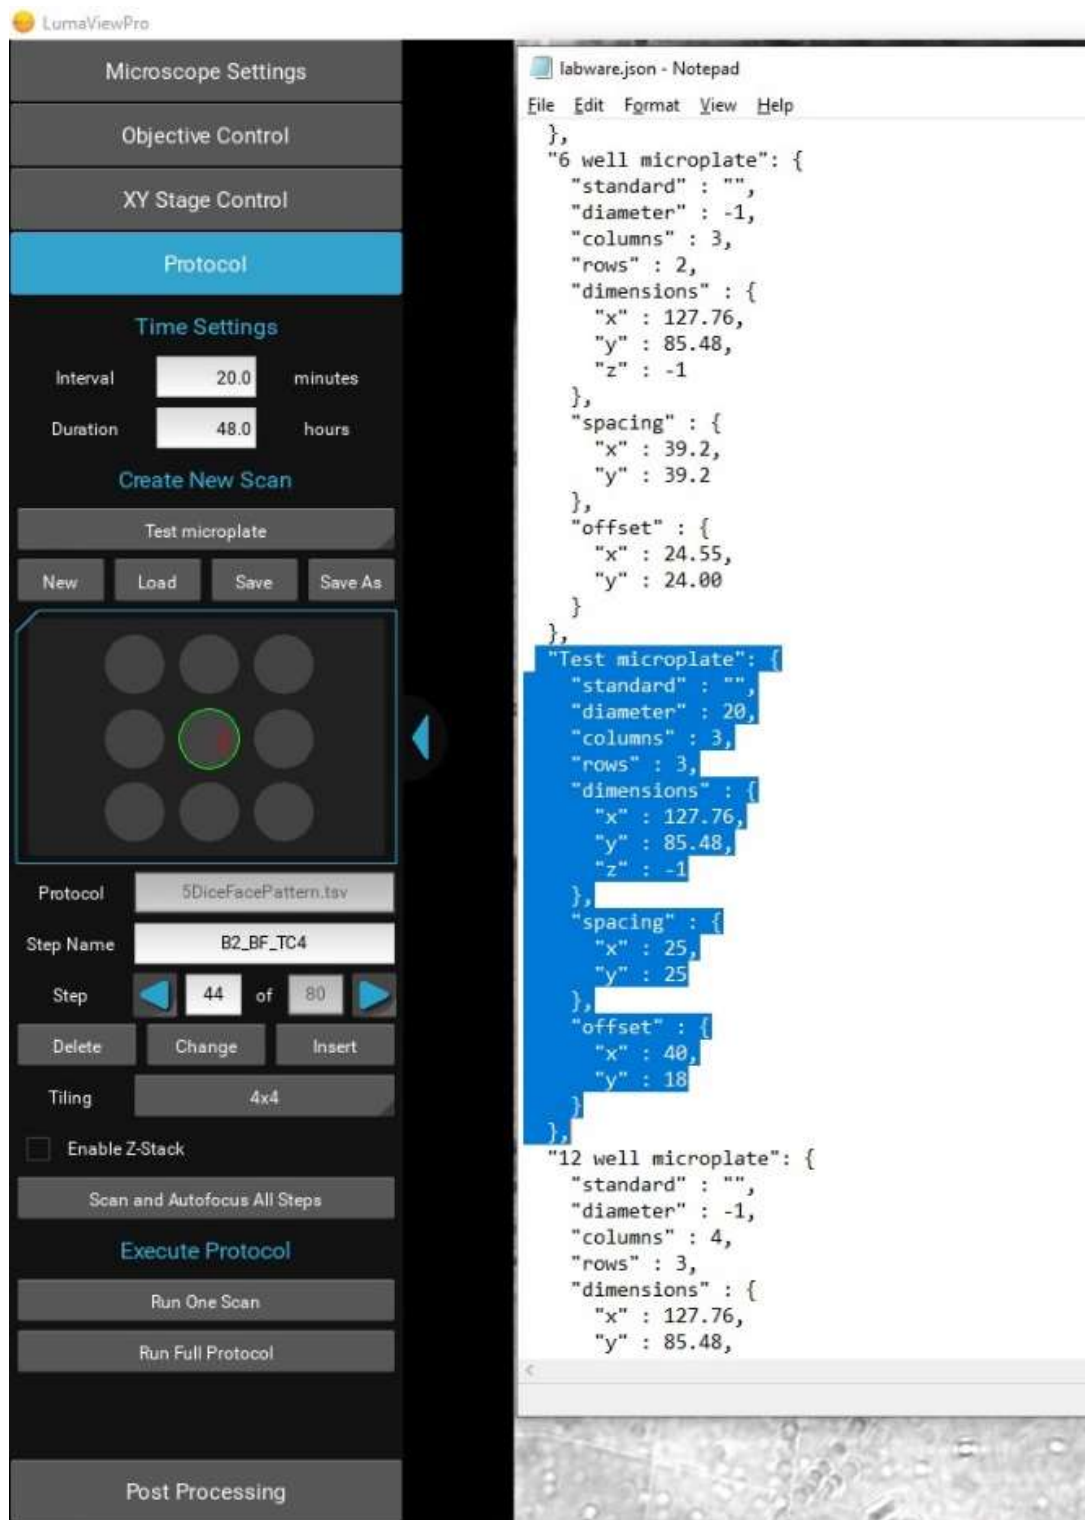 LumaViewPro
Microscope Settings
Objective Control
XY Stage Control
Protocol
Time Settings
Interval 20.0 minutes
Duration 48.0 hours
Create New Scan
Test microplate
New Load Save Save As
Protocol 5DiceFacePattern.tsv
Step Name B2_BF_TC4
Step 44 of 80
Delete Change Insert
Tiling 4x4
Enable Z-Stack
Scan and Autofocus All Steps
Execute Protocol
Run One Scan
Run Full Protocol
Post Processing
labware.json - Notepad
File Edit Format View Help
},
"6 well microplate": {
"standard" : "",
"diameter" : -1,
"columns" : 3,
"rows" : 2,
"dimensions" : {
"x" : 127.76,
"y" : 85.48,
"z" : -1
},
"spacing" : {
"x" : 39.2,
"y" : 39.2
},
"offset" : {
"x" : 24.55,
"y" : 24.00
}
},
"Test microplate": {
"standard" : "",
"diameter" : 20,
"columns" : 3,
"rows" : 3,
"dimensions" : {
"x" : 127.76,
"y" : 85.48,
"z" : -1
},
"spacing" : {
"x" : 25,
"y" : 25
},
"offset" : {
"x" : 40,
"y" : 18
}
},
"12 well microplate": {
"standard" : "",
"diameter" : -1,
"columns" : 4,
"rows" : 3,
"dimensions" : {
"x" : 127.76,
"y" : 85.48,